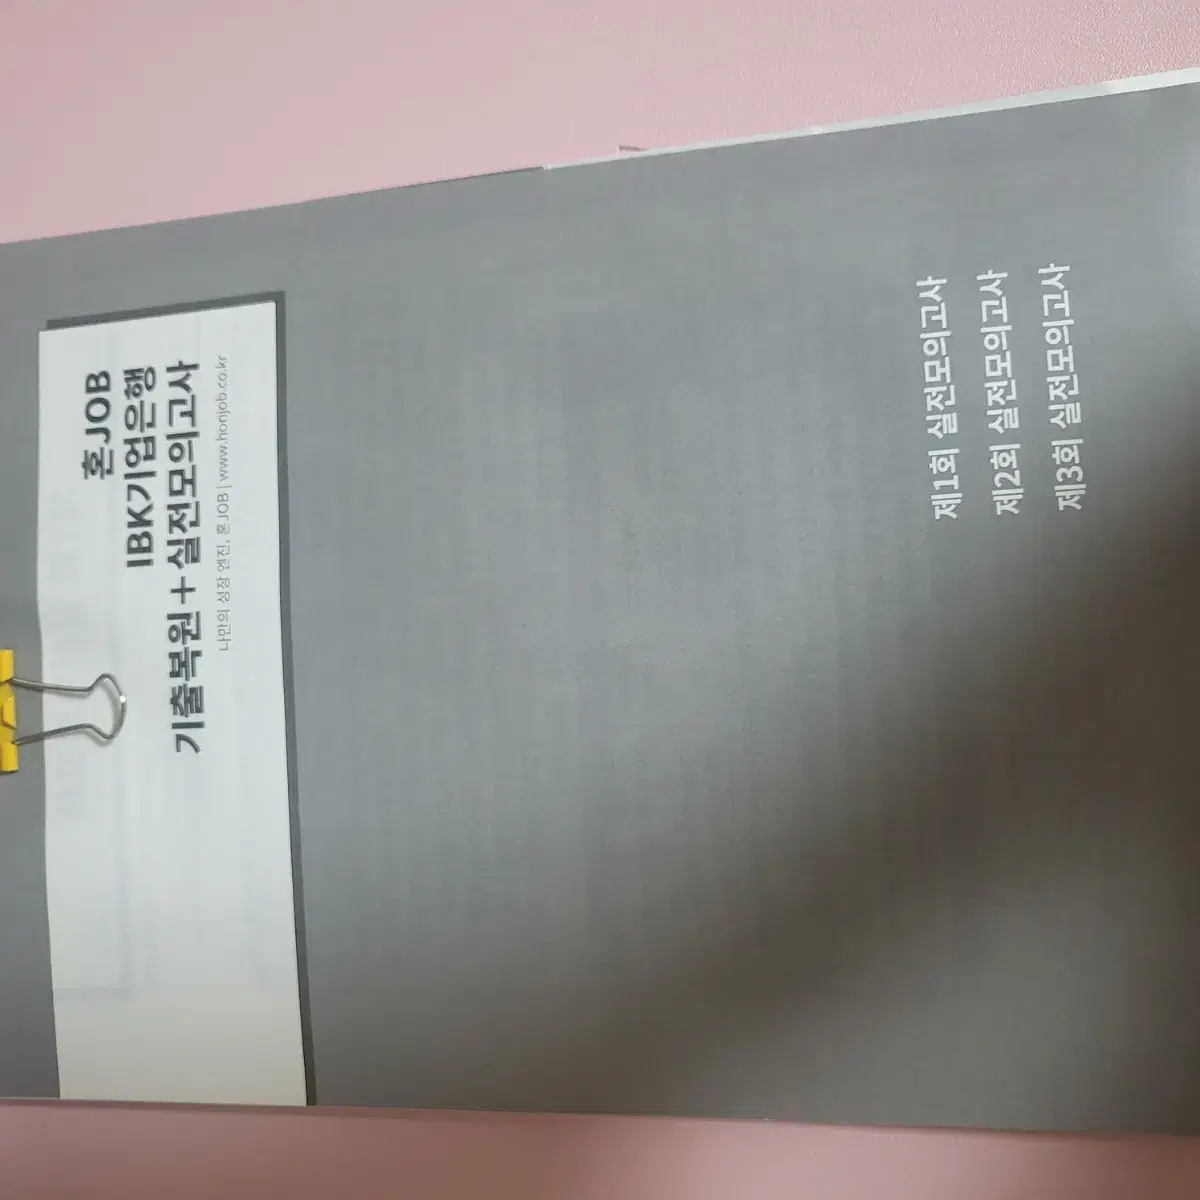 혼JOB
IBK기업은행
기출복원 + 실전모의고사
나만의 성장 엔진, 혼JOB | www.honjob.co.kr
제1회 실전모의고사
제2회 실전모의고사
제3회 실전모의고사